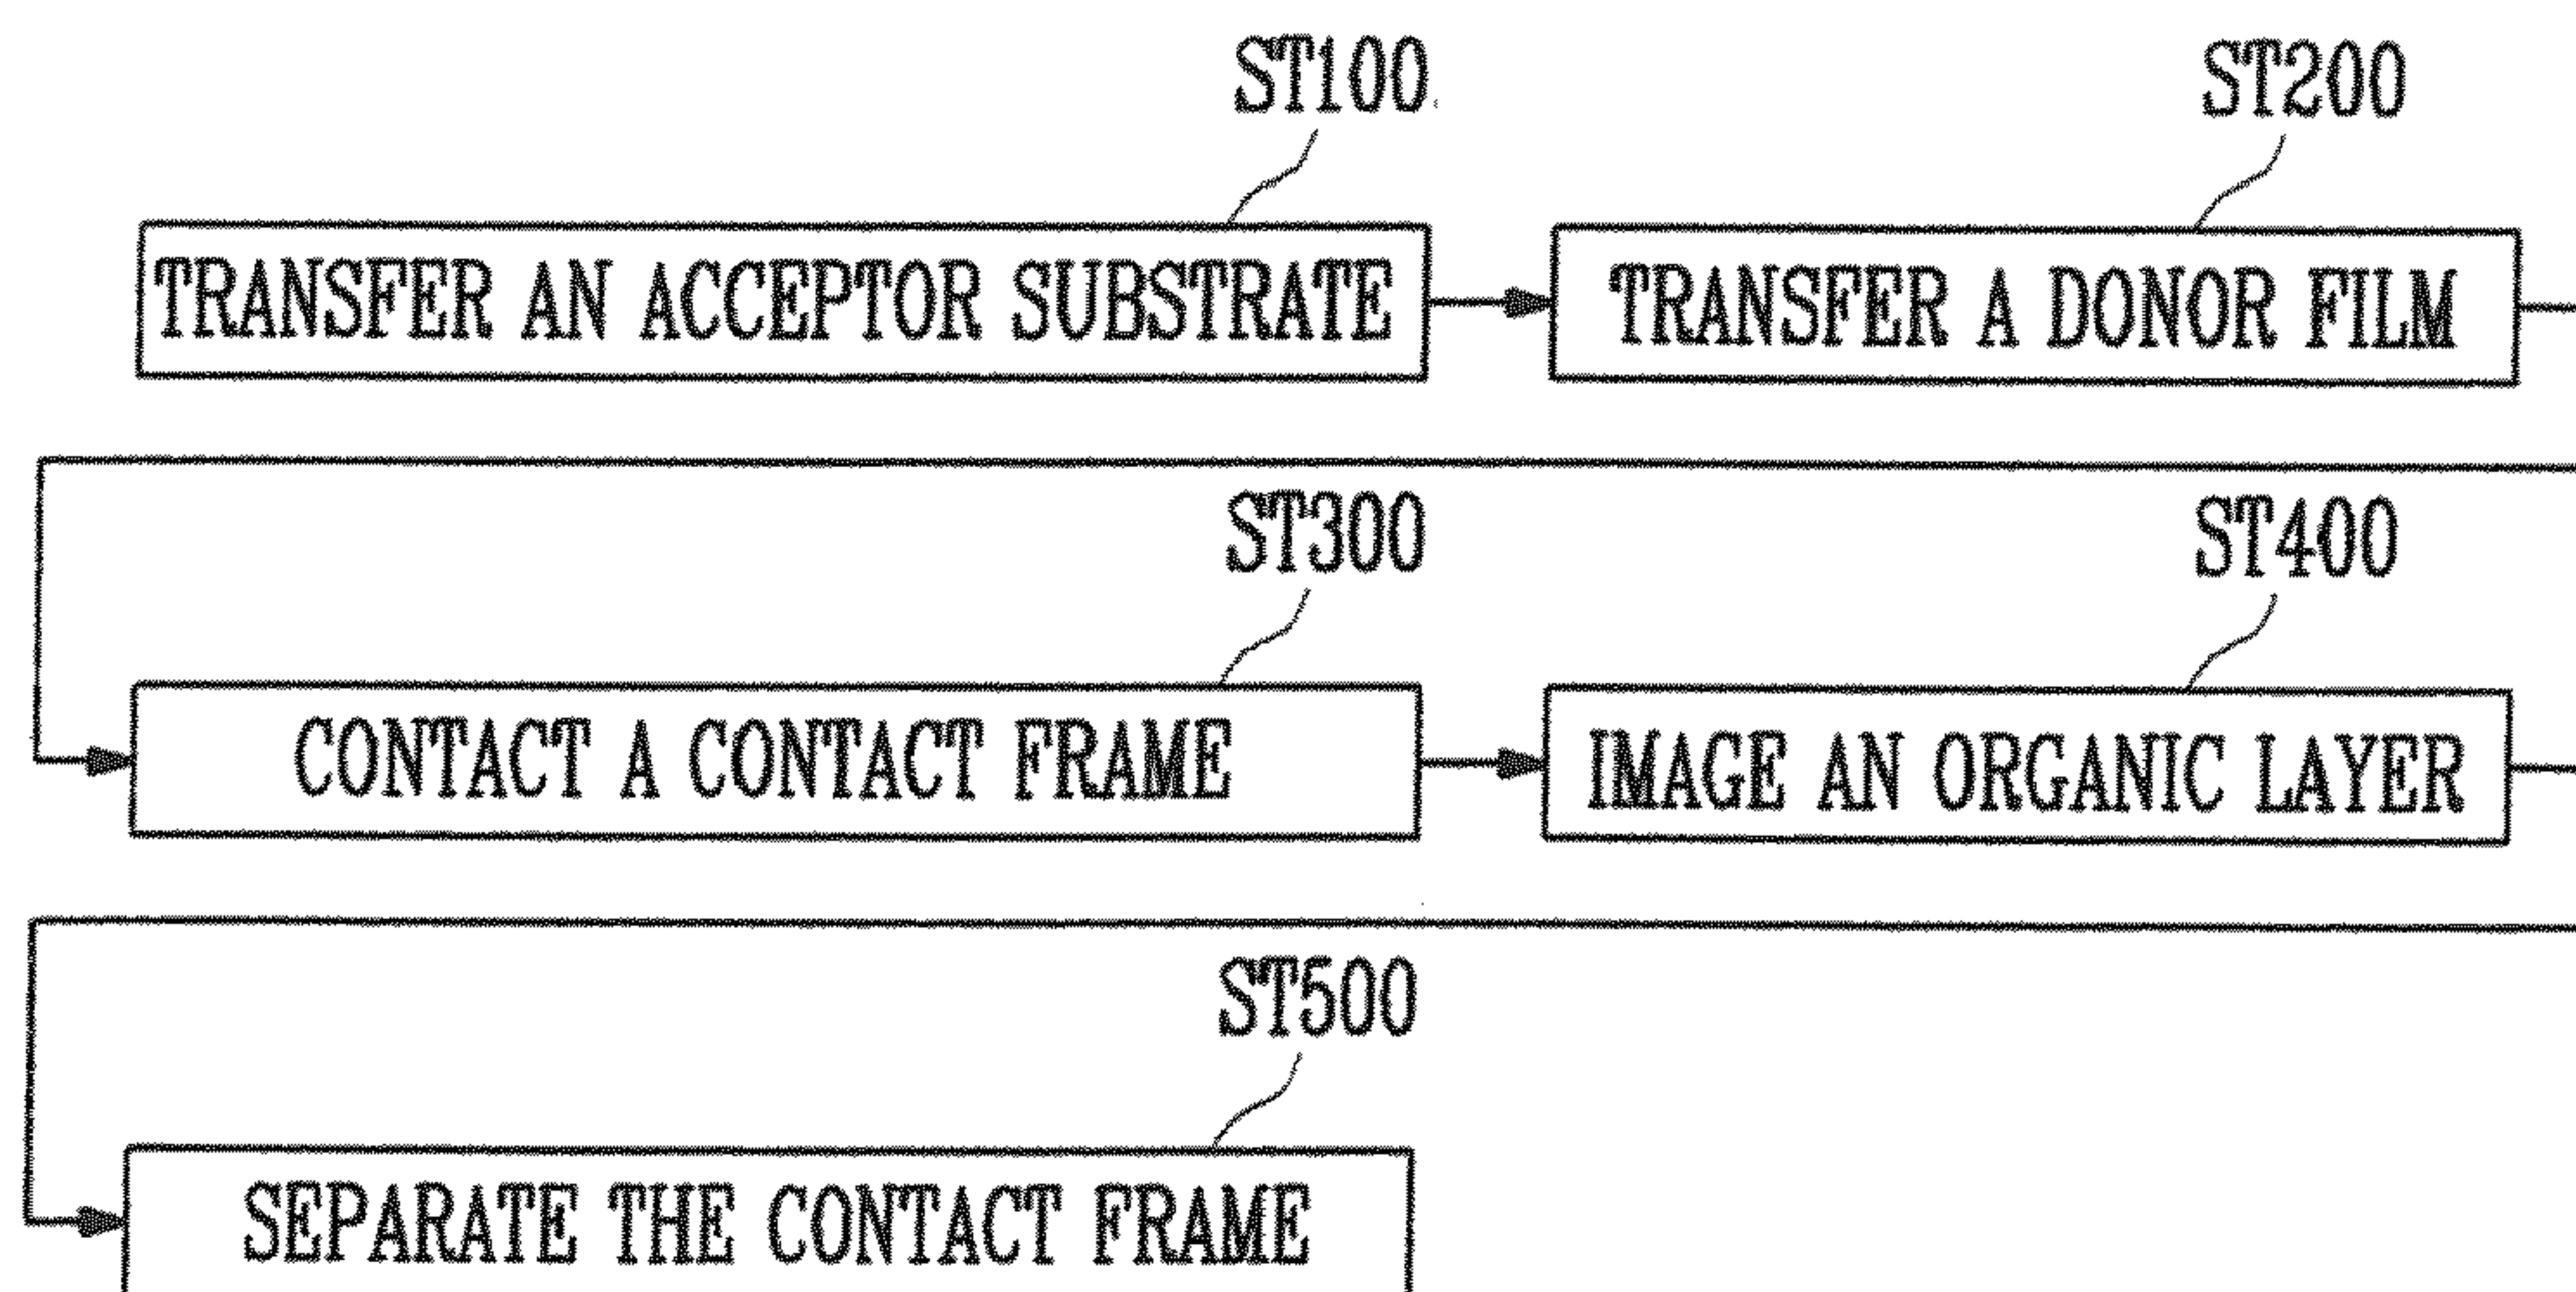 ST100
ST200
TRANSFER AN ACCEPTOR SUBSTRATE
TRANSFER A DONOR FILM
ST300
ST400
CONTACT A CONTACT FRAME
IMAGE AN ORGANIC LAYER
ST500
SEPARATE THE CONTACT FRAME